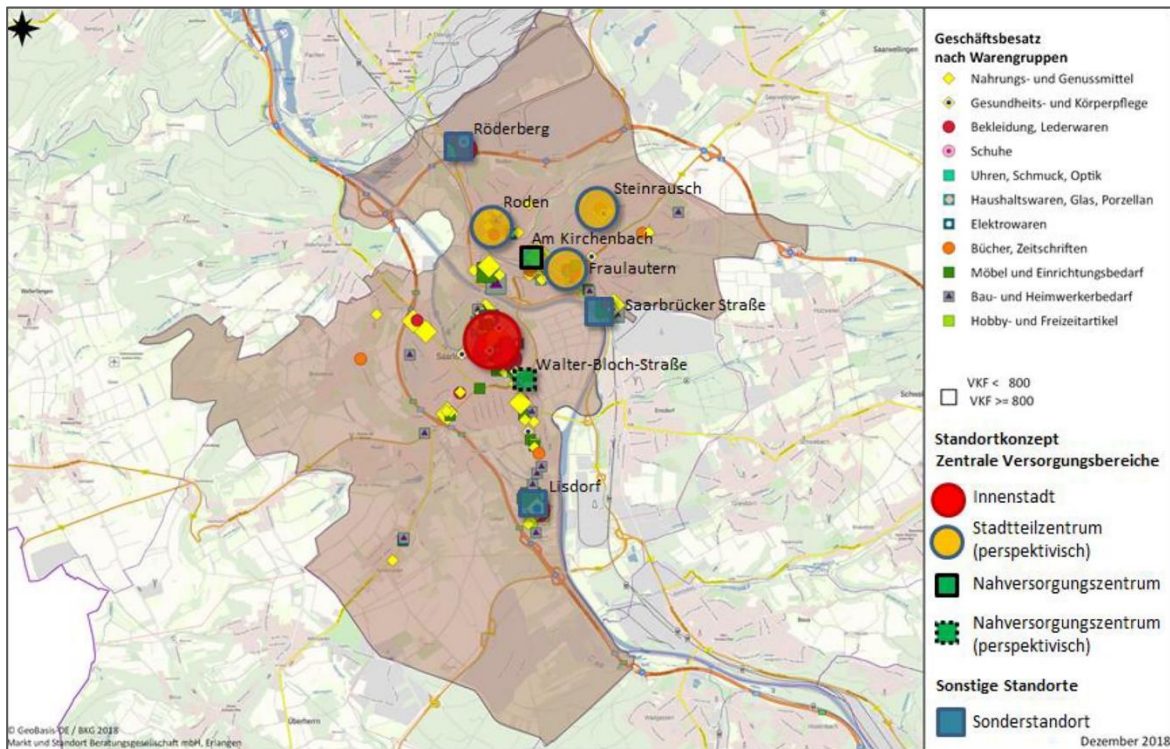 Röderberg
Steinrausch
Roden
Am Kirchenbach
Fraulautern
Saarbrücker Straße
Walter-Bloch-Straße
Lisdorf
Saarwellingen
Ensdorf
Überherrn
© GeoBasis-DE / BKG 2018
Markt und Standort Beratungsgesellschaft mbH, Erlangen
Geschäftsbesatz
nach Warengruppen
Nahrungs- und Genussmittel
Gesundheits- und Körperpflege
Bekleidung, Lederwaren
Schuhe
Uhren, Schmuck, Optik
Haushaltswaren, Glas, Porzellan
Elektrowaren
Bücher, Zeitschriften
Möbel und Einrichtungsbedarf
Bau- und Heimwerkerbedarf
Hobby- und Freizeitartikel
VKF < 800
VKF >= 800
Standortkonzept
Zentrale Versorgungsbereiche
Innenstadt
Stadtteilzentrum
(perspektivisch)
Nahversorgungszentrum
Nahversorgungszentrum
(perspektivisch)
Sonstige Standorte
Sonderstandort
Dezember 2018